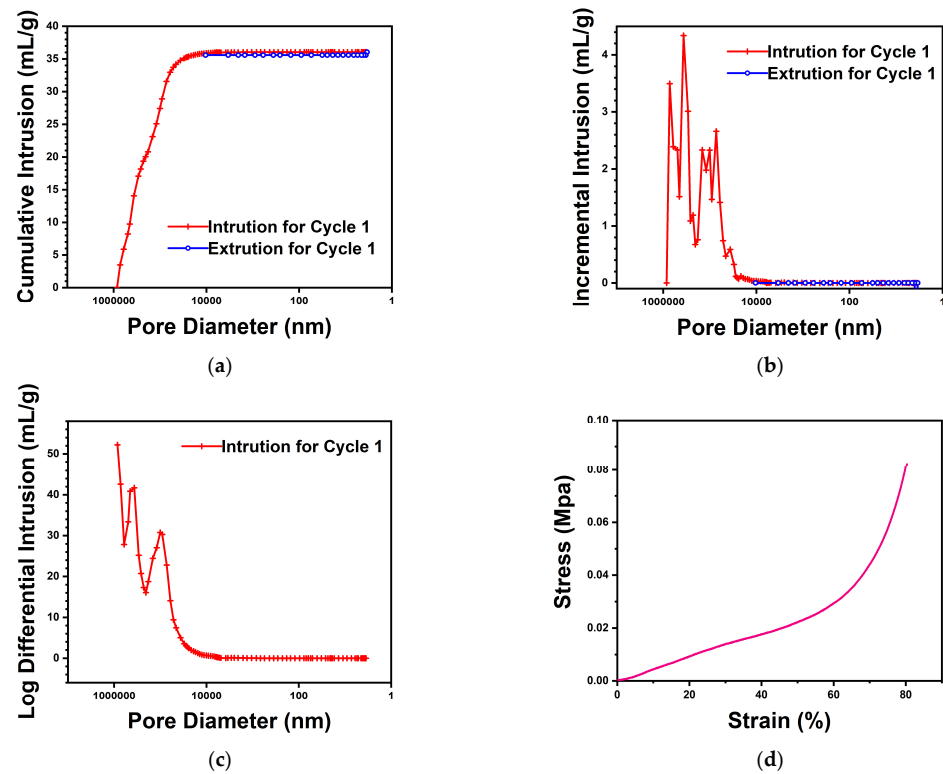 Cumulative Intrusion (mL/g)
40
35
30
25
20
15
10
5
0
Intrution for Cycle 1
Extrution for Cycle 1
1000000 10000 100 1
Pore Diameter (nm)
(a)
Incremental Intrusion (mL/g)
4
2
0
Intrution for Cycle 1
Extrution for Cycle 1
1000000 10000 100 1
Pore Diameter (nm)
(b)
Log Differential Intrusion (mL/g)
50
40
30
20
10
0
Intrution for Cycle 1
1000000 10000 100 1
Pore Diameter (nm)
(c)
Stress (Mpa)
0.10
0.08
0.06
0.04
0.02
0.00
0 20 40 60 80
Strain (%)
(d)